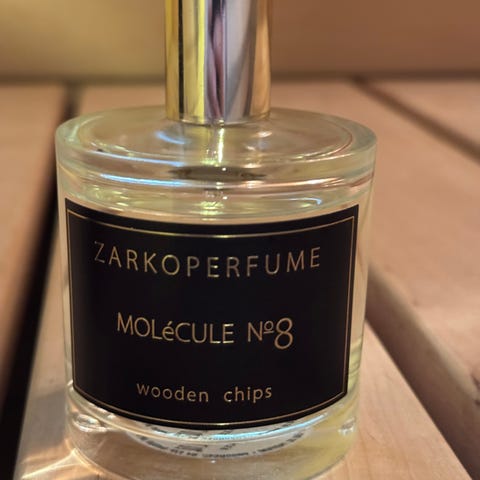 ZARKOPERFUME
MOLéCULE Nº8
wooden chips